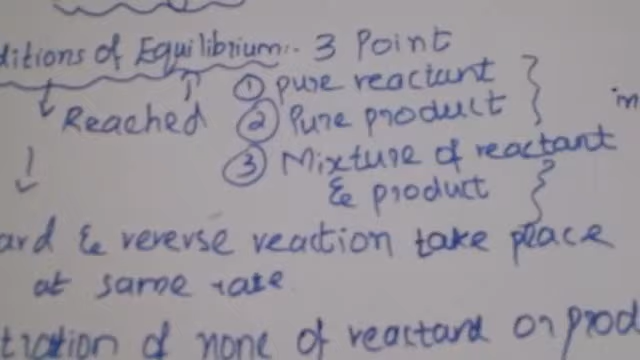 ditions of Equilibrium:- 3 Point
① pure reactant
Reached ② Pure product
in
③ Mixture of reactant
& product
ard & reverse reaction take place
at same rate
tration of none of reactant or prod